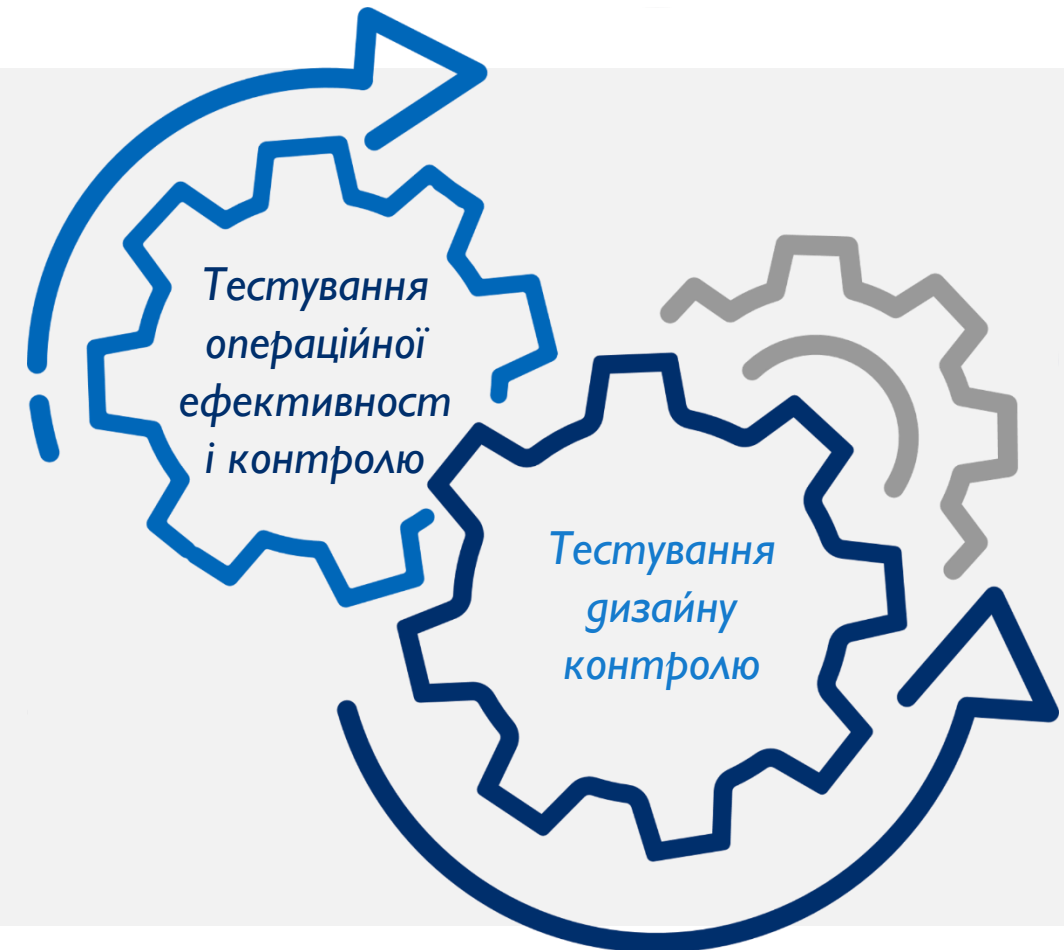 Тестування
операційної
ефективност
і контролю
Тестування
дизайну
контролю